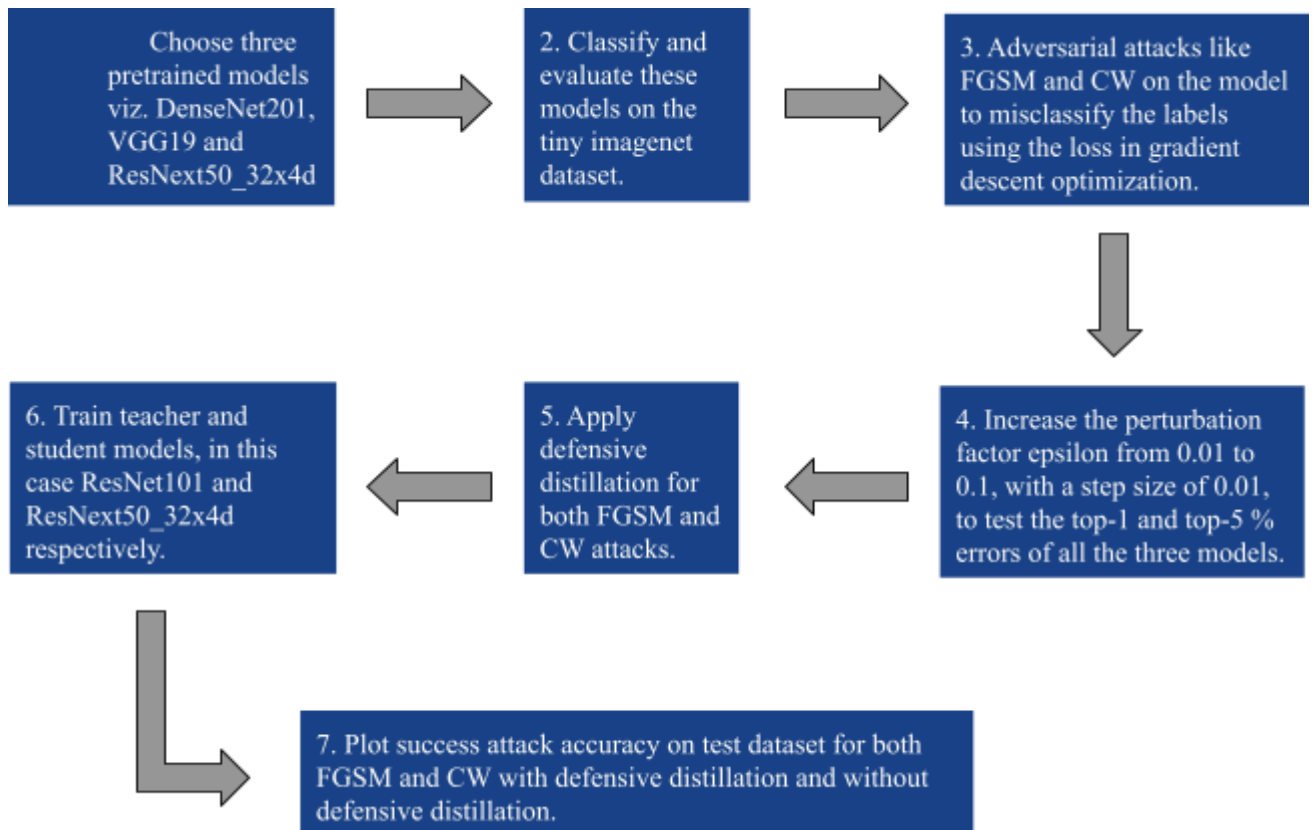 Choose three
pretrained models
viz. DenseNet201,
VGG19 and
ResNext50_32x4d
2. Classify and
evaluate these
models on the
tiny imagenet
dataset.
3. Adversarial attacks like
FGSM and CW on the model
to misclassify the labels
using the loss in gradient
descent optimization.
4. Increase the perturbation
factor epsilon from 0.01 to
0.1, with a step size of 0.01,
to test the top-1 and top-5 %
errors of all the three models.
5. Apply
defensive
distillation for
both FGSM and
CW attacks.
6. Train teacher and
student models, in this
case ResNet101 and
ResNext50_32x4d
respectively.
7. Plot success attack accuracy on test dataset for both
FGSM and CW with defensive distillation and without
defensive distillation.